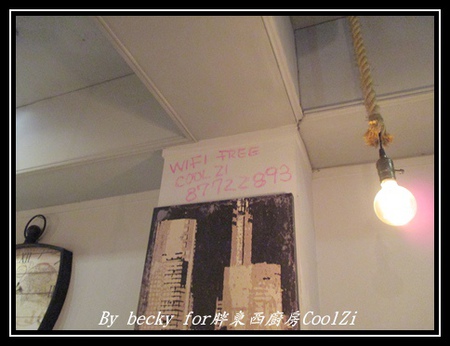 WIFI FREE
COOL ZI
87722893
By becky for胖東西廚房CoolZi